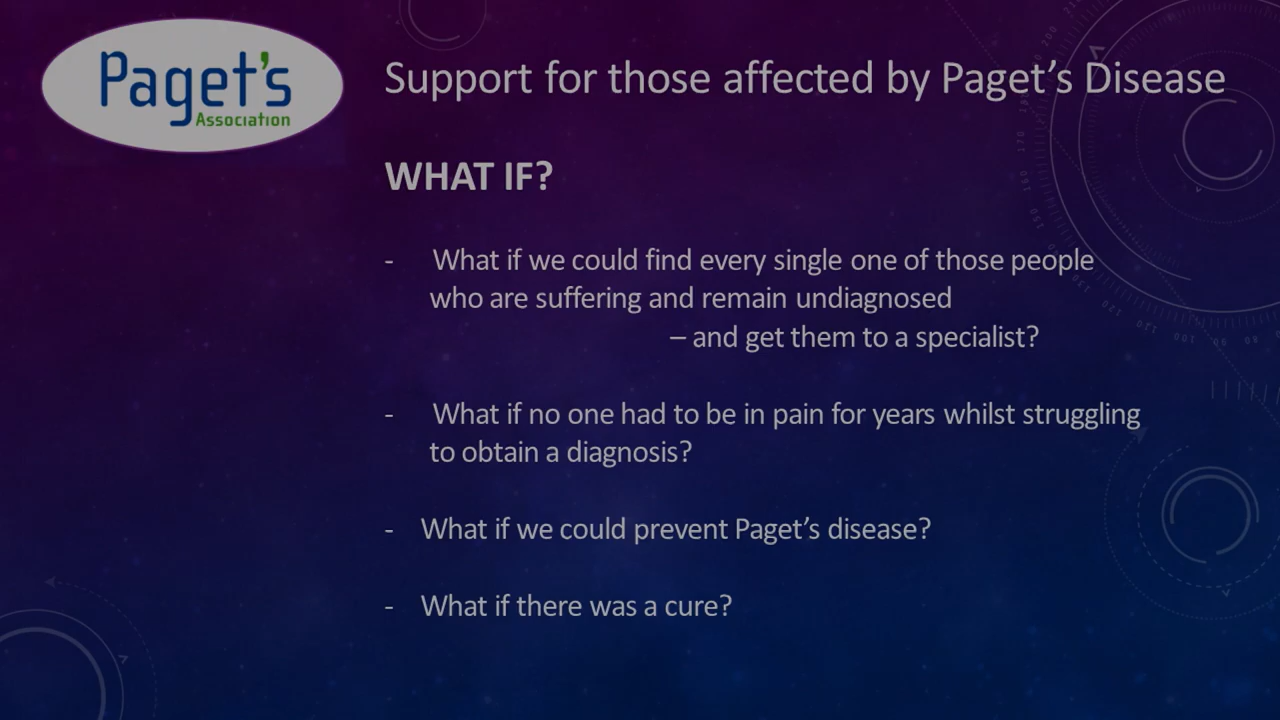 Paget's
Association
Support for those affected by Paget’s Disease
WHAT IF?
- What if we could find every single one of those people
who are suffering and remain undiagnosed
– and get them to a specialist?
- What if no one had to be in pain for years whilst struggling
to obtain a diagnosis?
- What if we could prevent Paget’s disease?
- What if there was a cure?